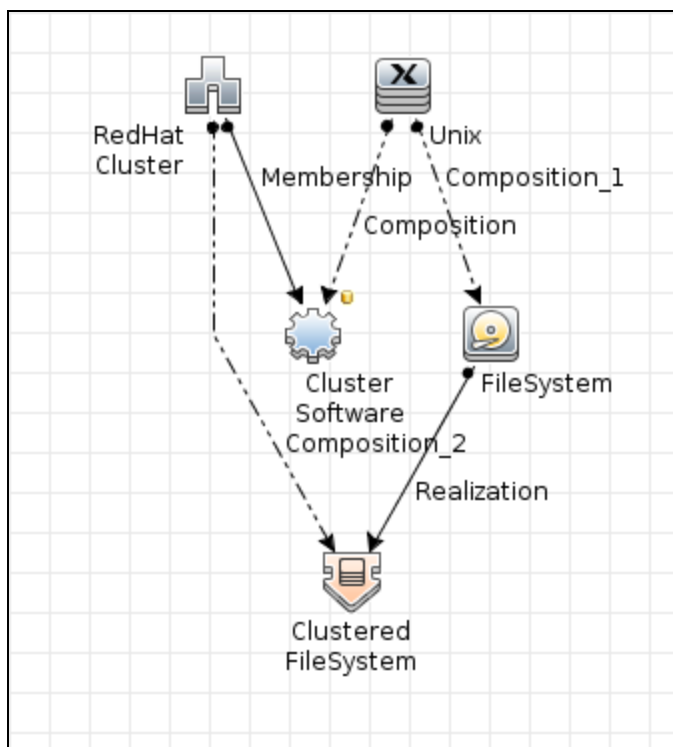 RedHat
Cluster
Unix
Membership
Composition_1
Composition
Cluster
Software
FileSystem
Composition_2
Realization
Clustered
FileSystem